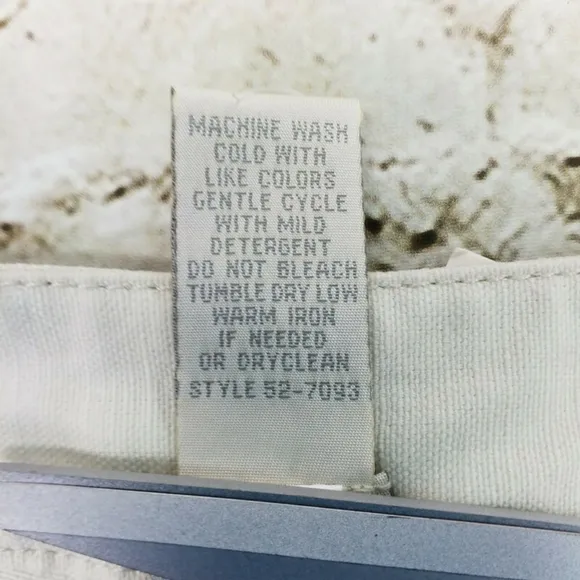 MACHINE WASH
COLD WITH
LIKE COLORS
GENTLE CYCLE
WITH MILD
DETERGENT
DO NOT BLEACH
TUMBLE DRY LOW
WARM IRON
IF NEEDED
OR DRYCLEAN
STYLE 52-7093